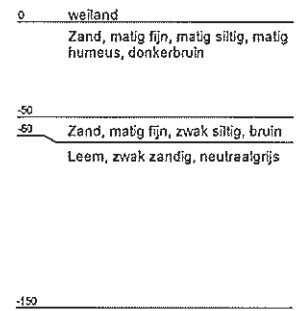 0 weiland
Zand, matig fijn, matig siltig, matig
humeus, donkerbruin
-50
-60 Zand, matig fijn, zwak siltig, bruin
Leem, zwak zandig, neutraalgrijs
-150